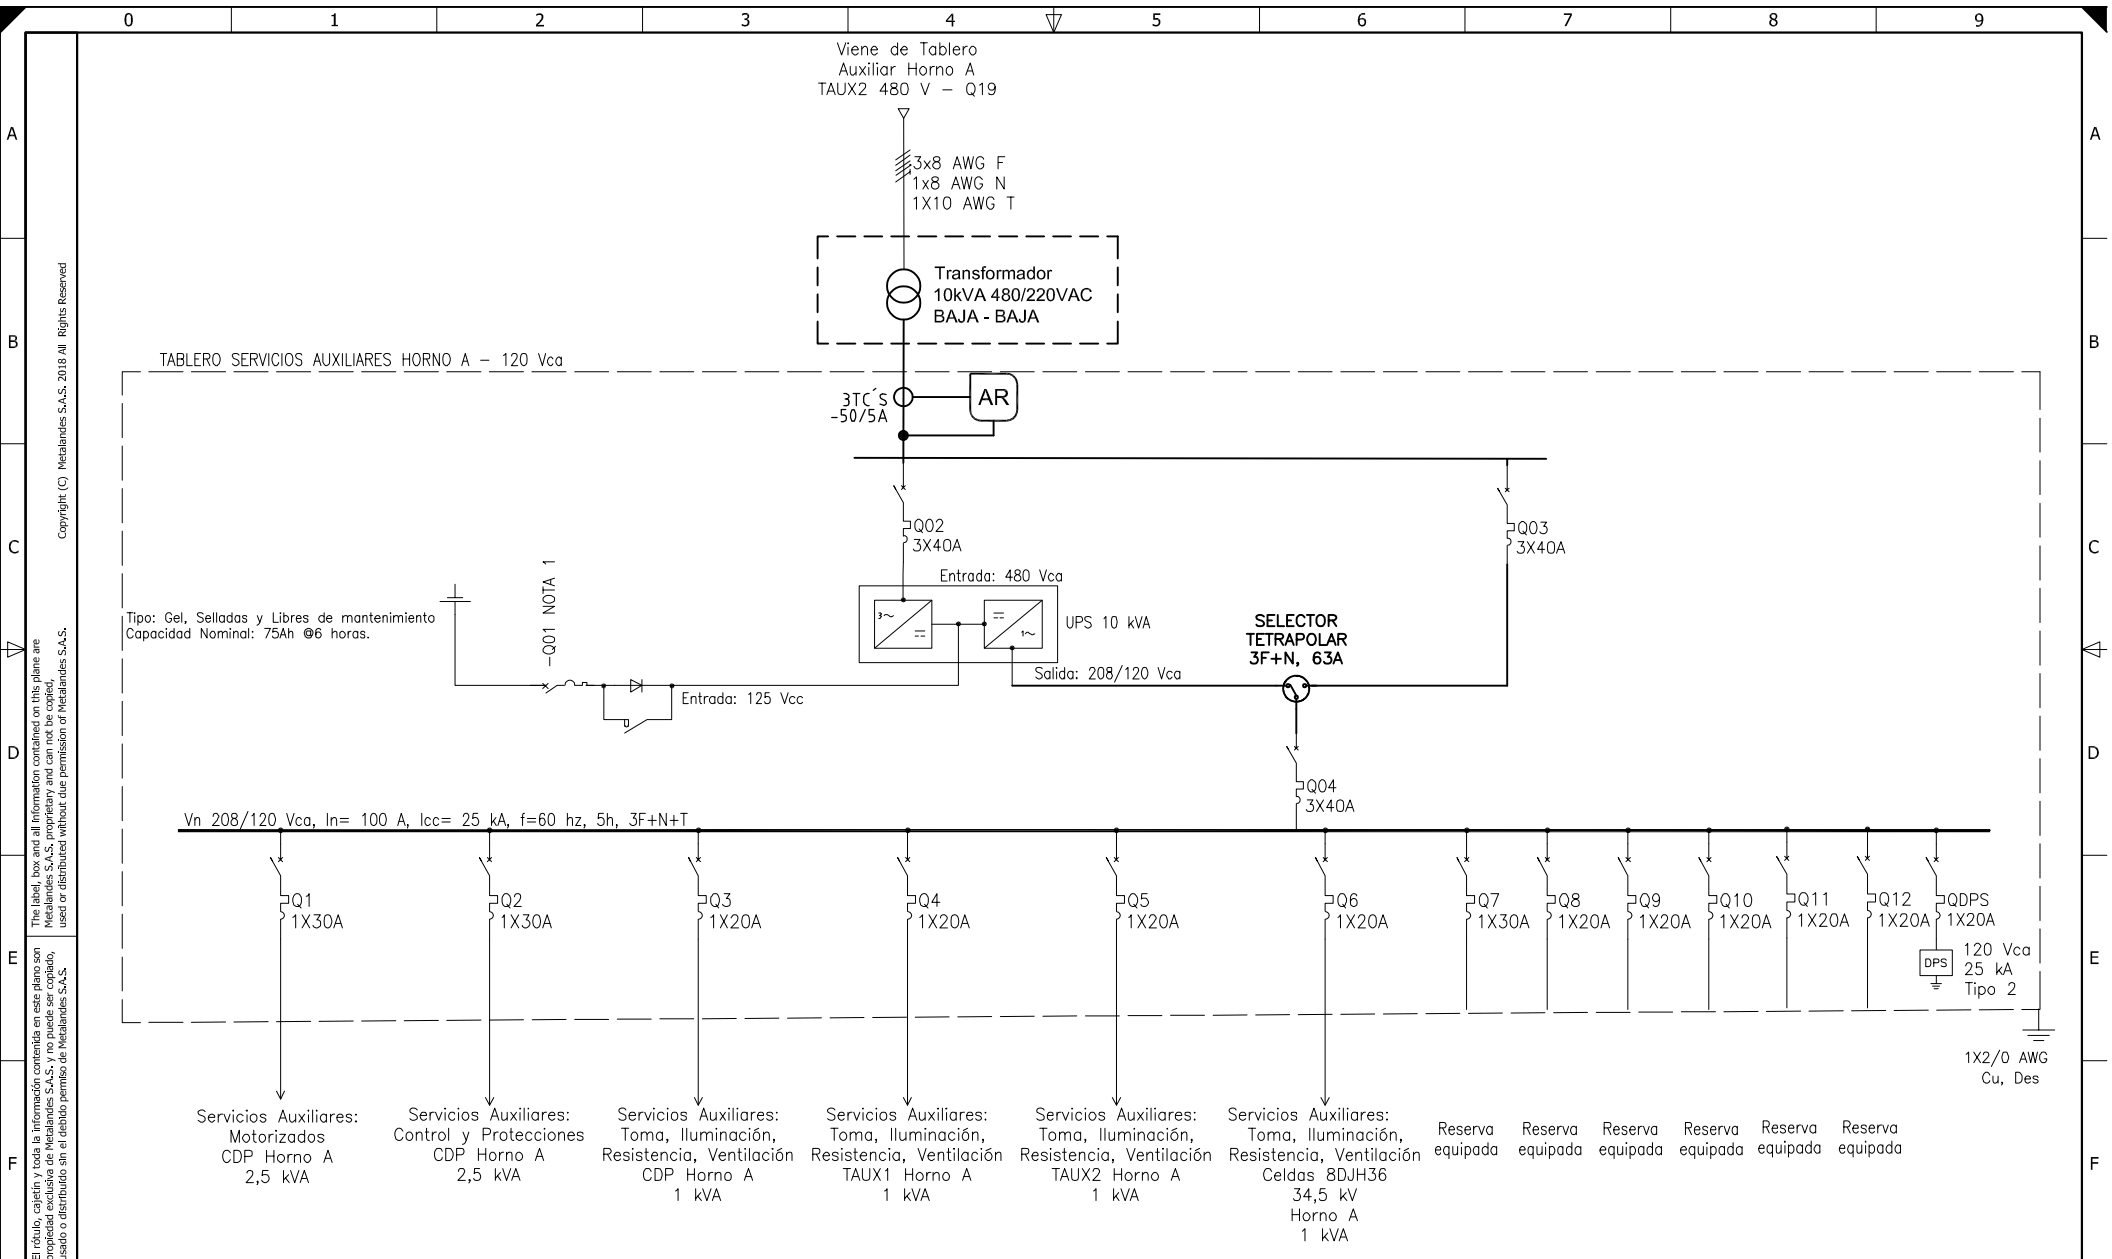 0 1 2 3 4 5 6 7 8 9
Viene de Tablero
Auxiliar Horno A
TAUX2 480 V - Q19
A
A
3x8 AWG F
1x8 AWG N
1X10 AWG T
Transformador
10kVA 480/220VAC
BAJA - BAJA
B
B
TABLERO SERVICIOS AUXILIARES HORNO A - 120 Vca
3TC´S
-50/5A
AR
Q02
3X40A
Q03
3X40A
C
C
Entrada: 480 Vca
3~
1~
UPS 10 kVA
-Q01 NOTA 1
Tipo: Gel, Selladas y Libres de mantenimiento
Capacidad Nominal: 75Ah @6 horas.
SELECTOR
TETRAPOLAR
3F+N, 63A
Salida: 208/120 Vca
Entrada: 125 Vcc
D
D
Q04
3X40A
Vn 208/120 Vca, In= 100 A, Icc= 25 kA, f=60 hz, 5h, 3F+N+T
Q1
1X30A
Q2
1X30A
Q3
1X20A
Q4
1X20A
Q5
1X20A
Q6
1X20A
Q7
1X30A
Q8
1X20A
Q9
1X20A
Q10
1X20A
Q11
1X20A
Q12
1X20A
QDPS
1X20A
E
E
DPS
120 Vca
25 kA
Tipo 2
1X2/0 AWG
Cu, Des
Servicios Auxiliares:
Motorizados
CDP Horno A
2,5 kVA
Servicios Auxiliares:
Control y Protecciones
CDP Horno A
2,5 kVA
Servicios Auxiliares:
Toma, Iluminación,
Resistencia, Ventilación
CDP Horno A
1 kVA
Servicios Auxiliares:
Toma, Iluminación,
Resistencia, Ventilación
TAUX1 Horno A
1 kVA
Servicios Auxiliares:
Toma, Iluminación,
Resistencia, Ventilación
TAUX2 Horno A
1 kVA
Servicios Auxiliares:
Toma, Iluminación,
Resistencia, Ventilación
Celdas 8DJH36
34,5 kV
Horno A
1 kVA
Reserva
equipada
Reserva
equipada
Reserva
equipada
Reserva
equipada
Reserva
equipada
Reserva
equipada
F
F
Copyright (C) Metalandes S.A.S. 2018 All Rights Reserved
The label, box and all information contained on this plane are
Metalandes S.A.S. proprietary and can not be copied,
used or distributed without due permission of Metalandes S.A.S.
El rótulo, cajetín y toda la información contenida en este plano son
propiedad exclusiva de Metalandes S.A.S. y no puede ser copiado,
usado o distribuído sin el debido permiso de Metalandes S.A.S.